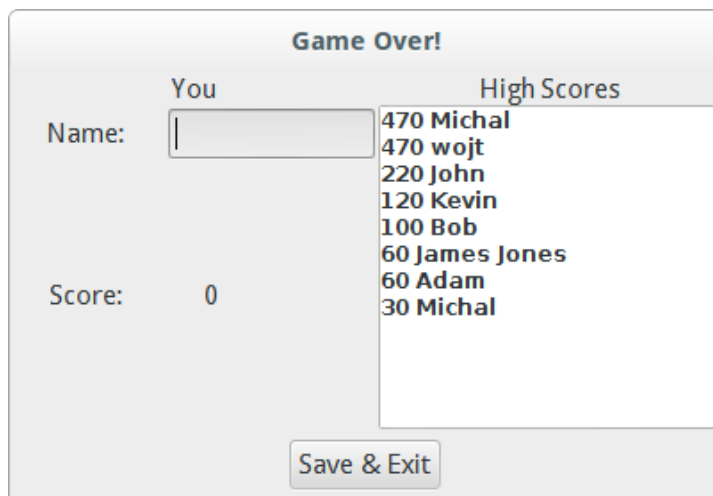 Game Over!
You
High Scores
Name:
470 Michal
470 wojt
220 John
120 Kevin
100 Bob
60 James Jones
60 Adam
30 Michal
Score: 0
Save & Exit